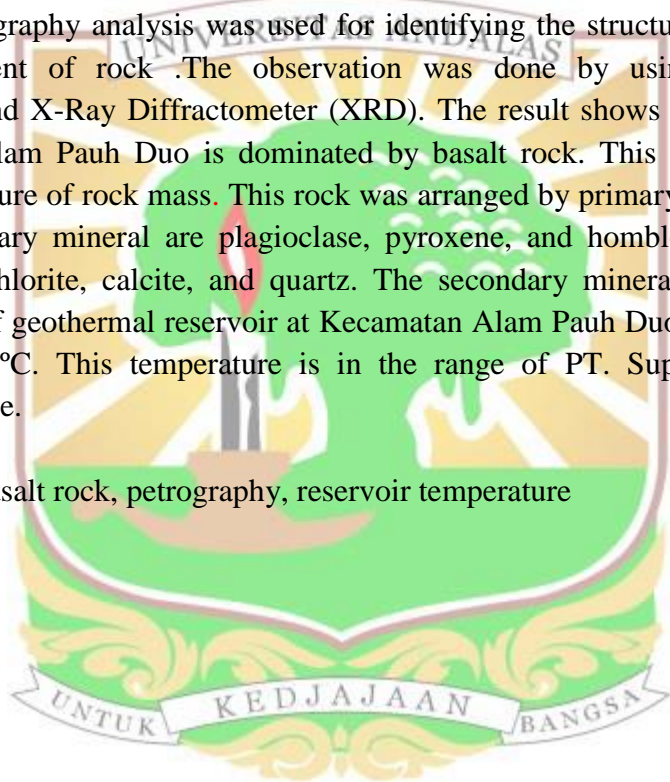 graphy analysis was used for identifying the structu
UNIVERSITAS ANDALAS
ent of rock .The observation was done by usin
nd X-Ray Diffractometer (XRD). The result shows
lam Pauh Duo is dominated by basalt rock. This
ure of rock mass. This rock was arranged by primary
ary mineral are plagioclase, pyroxene, and hombl
hlorite, calcite, and quartz. The secondary minera
f geothermal reservoir at Kecamatan Alam Pauh Duo
ºC. This temperature is in the range of PT. Sup
e.
asalt rock, petrography, reservoir temperature
UNTUK KEDJAJAAN BANGSA